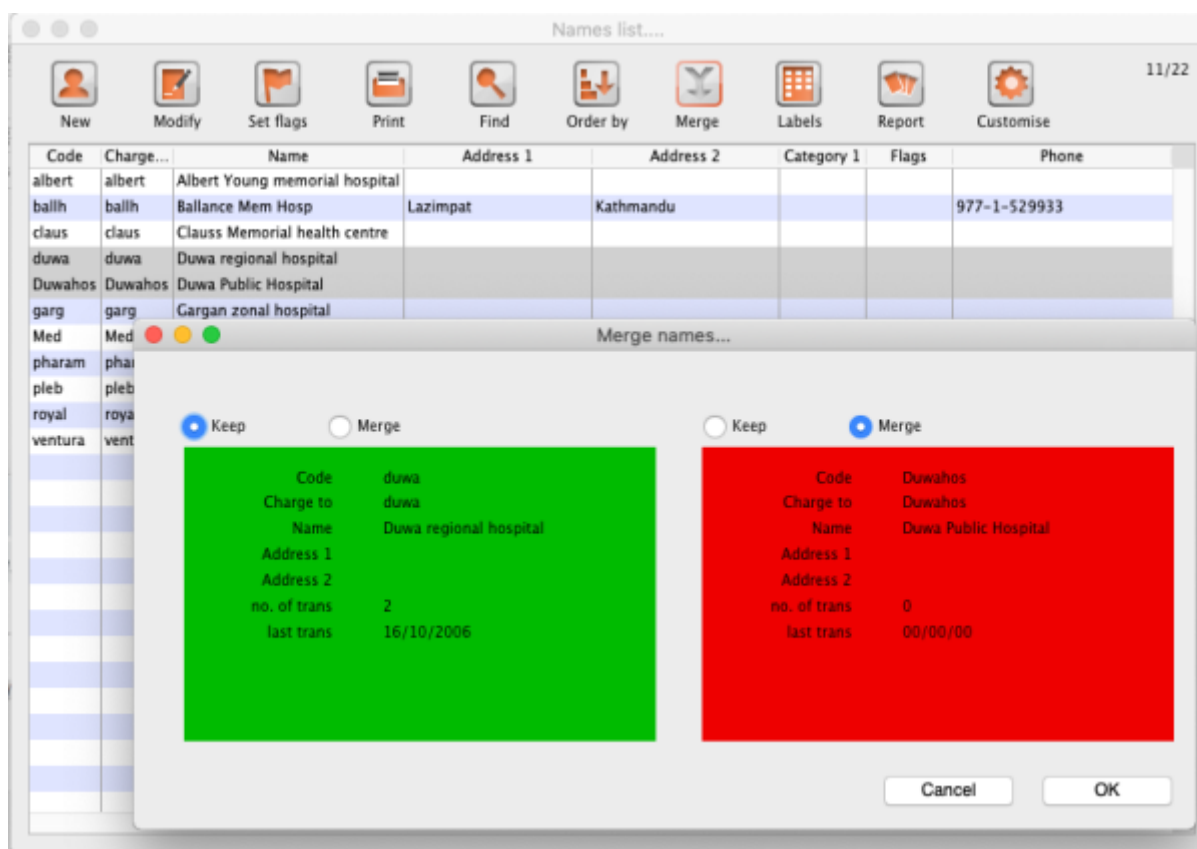 Names list....
11/22
New Modify Set flags Print Find Order by Merge Labels Report Customise
Code Charge... Name Address 1 Address 2 Category 1 Flags Phone
albert albert Albert Young memorial hospital
ballh ballh Ballance Mem Hosp Lazimpat Kathmandu 977-1-529933
claus claus Clauss Memorial health centre
duwa duwa Duwa regional hospital
Duwahos Duwahos Duwa Public Hospital
garg garg Gargan zonal hospital
Med Med
pharam phar
pleb pleb
royal roya
ventura vent
Merge names...
Keep Merge Keep Merge
Code duwa Code Duwahos
Charge to duwa Charge to Duwahos
Name Duwa regional hospital Name Duwa Public Hospital
Address 1 Address 1
Address 2 Address 2
no. of trans 2 no. of trans 0
last trans 16/10/2006 last trans 00/00/00
Cancel OK